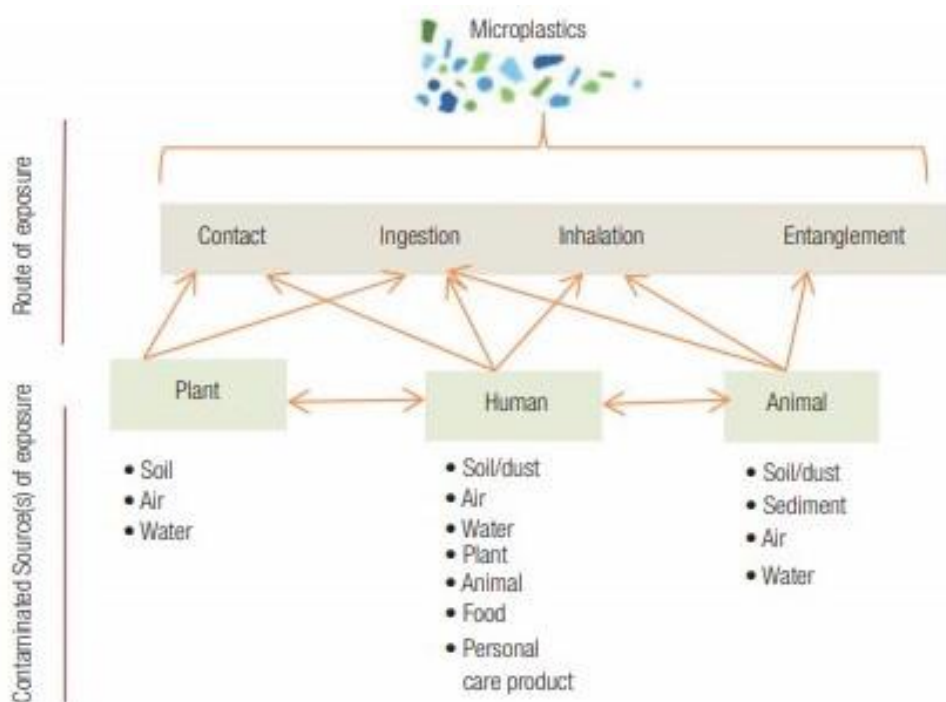 Microplastics
Route of exposure
Contact Ingestion Inhalation Entanglement
Contaminated Source(s) of exposure
Plant
• Soil
• Air
• Water
Human
• Soil/dust
• Air
• Water
• Plant
• Animal
• Food
• Personal
care product
Animal
• Soil/dust
• Sediment
• Air
• Water